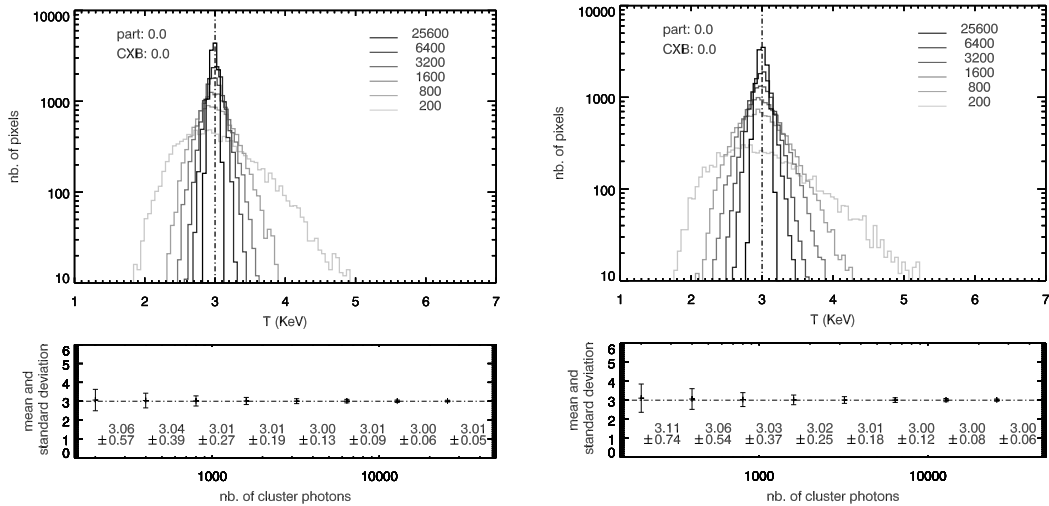 10000
1000
100
10
nb. of pixels
part: 0.0
CXB: 0.0
25600
6400
3200
1600
800
200
1 2 3 4 5 6 7
T (KeV)
6
5
4
3
2
1
0
mean and
standard deviation
3.06 3.04 3.01 3.01 3.00 3.01 3.00 3.01
±0.57 ±0.39 ±0.27 ±0.19 ±0.13 ±0.09 ±0.06 ±0.05
1000 10000
nb. of cluster photons
10000
1000
100
10
nb. of pixels
part: 0.0
CXB: 0.0
25600
6400
3200
1600
800
200
1 2 3 4 5 6 7
T (KeV)
6
5
4
3
2
1
0
mean and
standard deviation
3.11 3.06 3.03 3.02 3.01 3.00 3.00 3.00
±0.74 ±0.54 ±0.37 ±0.25 ±0.18 ±0.12 ±0.08 ±0.06
1000 10000
nb. of cluster photons